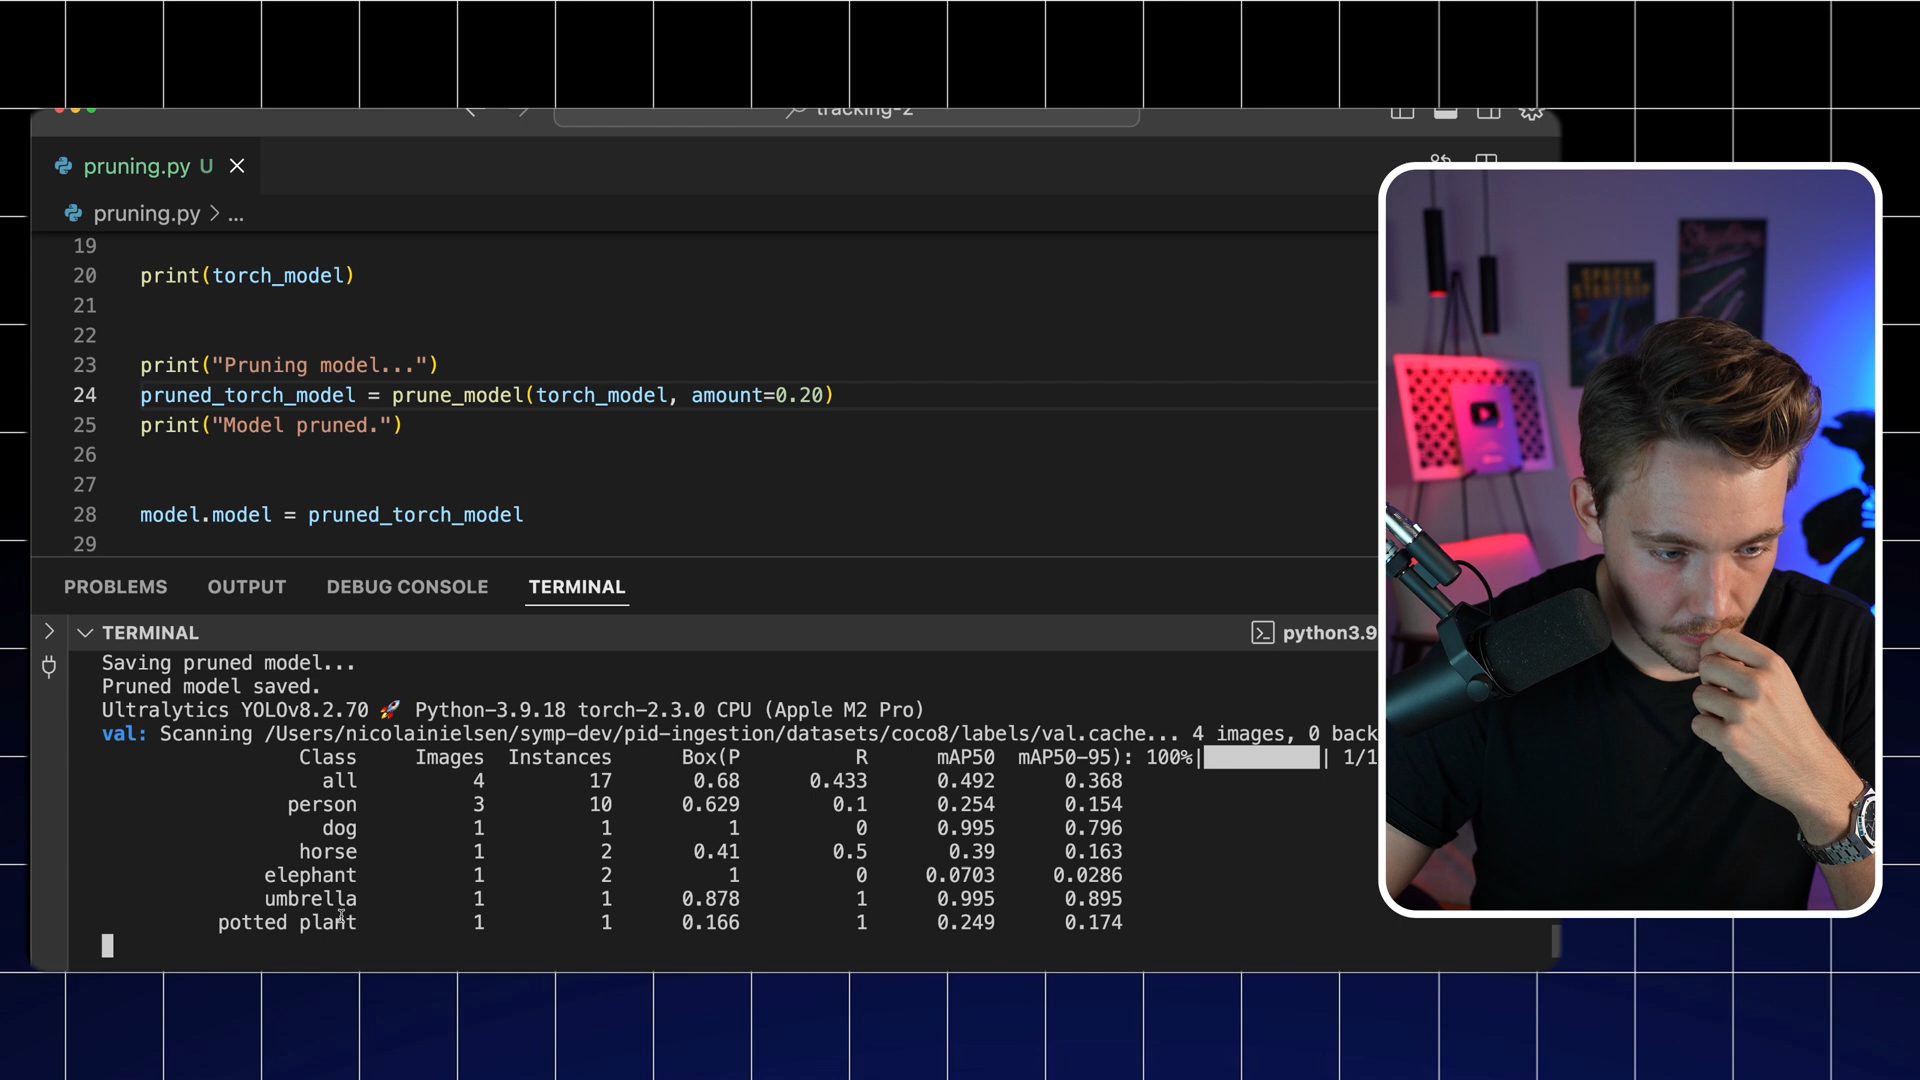 tracking-2
pruning.py U
pruning.py > ...
19
20 print(torch_model)
21
22
23 print("Pruning model...")
24 pruned_torch_model = prune_model(torch_model, amount=0.20)
25 print("Model pruned.")
26
27
28 model.model = pruned_torch_model
29
PROBLEMS OUTPUT DEBUG CONSOLE TERMINAL
TERMINAL python3.9
Saving pruned model...
Pruned model saved.
Ultralytics YOLOv8.2.70 🚀 Python-3.9.18 torch-2.3.0 CPU (Apple M2 Pro)
val: Scanning /Users/nicolainielsen/symp-dev/pid-ingestion/datasets/coco8/labels/val.cache... 4 images, 0 back
Class Images Instances Box(P R mAP50 mAP50-95): 100%| | 1/1
all 4 17 0.68 0.433 0.492 0.368
person 3 10 0.629 0.1 0.254 0.154
dog 1 1 1 0 0.995 0.796
horse 1 2 0.41 0.5 0.39 0.163
elephant 1 2 1 0 0.0703 0.0286
umbrella 1 1 0.878 1 0.995 0.895
potted plant 1 1 0.166 1 0.249 0.174